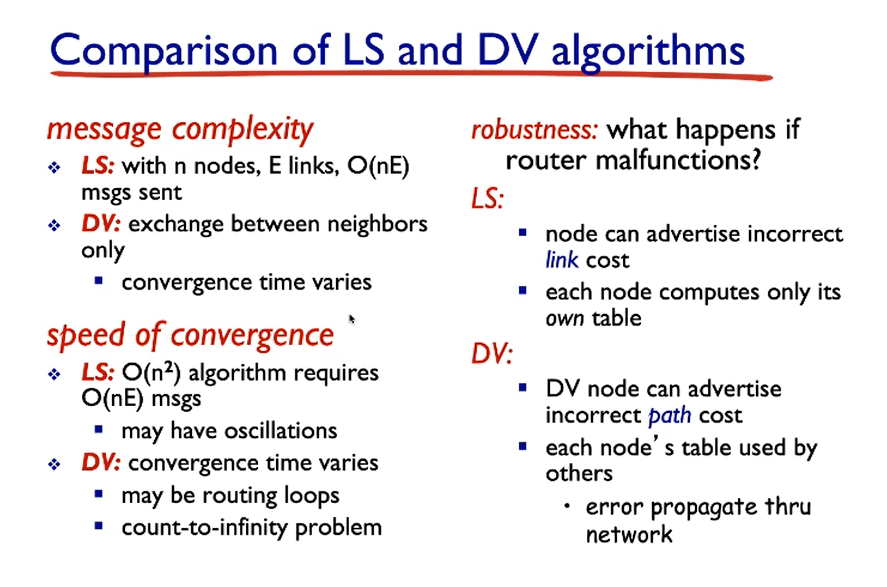 Comparison of LS and DV algorithms
message complexity
LS: with n nodes, E links, O(nE)
msgs sent
DV: exchange between neighbors
only
convergence time varies
speed of convergence
LS: O(n²) algorithm requires
O(nE) msgs
may have oscillations
DV: convergence time varies
may be routing loops
count-to-infinity problem
robustness: what happens if
router malfunctions?
LS:
node can advertise incorrect
link cost
each node computes only its
own table
DV:
DV node can advertise
incorrect path cost
each node's table used by
others
error propagate thru
network